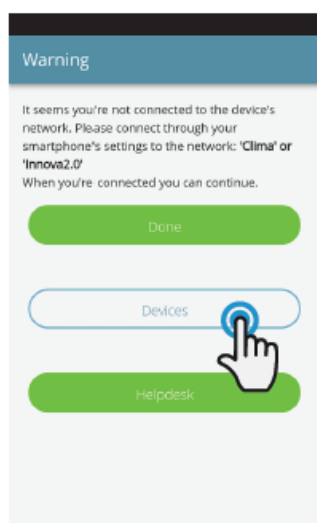 Warning
It seems you're not connected to the device's
network. Please connect through your
smartphone's settings to the network: 'Clima' or
'Innova2.0'
When you're connected you can continue.
Done
Devices
Helpdesk